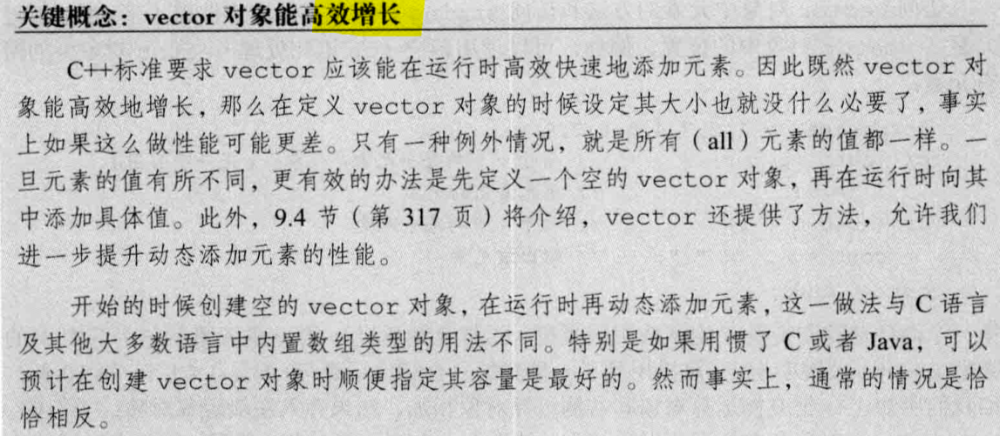 关键概念：vector 对象能高效增长
C++标准要求 vector 应该能在运行时高效快速地添加元素。因此既然 vector 对
象能高效地增长，那么在定义 vector 对象的时候设定其大小也就没什么必要了，事实
上如果这么做性能可能更差。只有一种例外情况，就是所有（all）元素的值都一样。一
旦元素的值有所不同，更有效的办法是先定义一个空的 vector 对象，再在运行时向其
中添加具体值。此外，9.4 节（第 317 页）将介绍，vector 还提供了方法，允许我们
进一步提升动态添加元素的性能。
开始的时候创建空的 vector 对象，在运行时再动态添加元素，这一做法与 C 语言
及其他大多数语言中内置数组类型的用法不同。特别是如果用惯了 C 或者 Java，可以
预计在创建 vector 对象时顺便指定其容量是最好的。然而事实上，通常的情况是恰
恰相反。